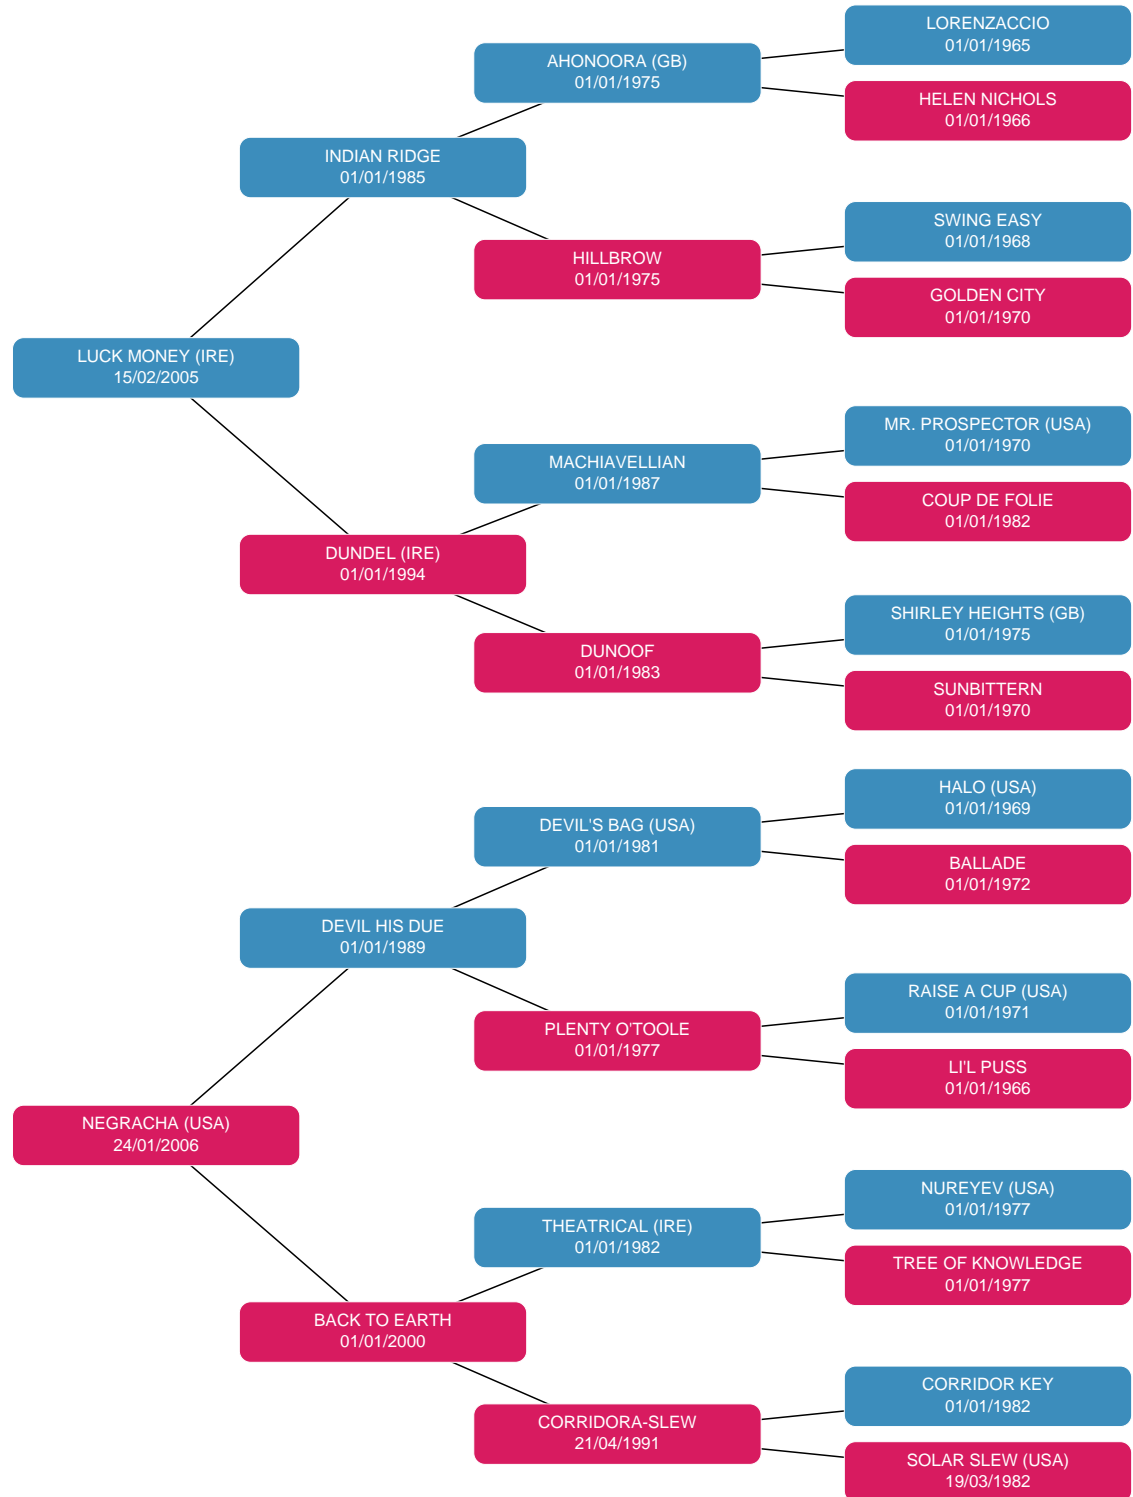 LORENZACCIO
01/01/1965
AHONOORA (GB)
01/01/1975
HELEN NICHOLS
01/01/1966
INDIAN RIDGE
01/01/1985
SWING EASY
01/01/1968
HILLBROW
01/01/1975
GOLDEN CITY
01/01/1970
LUCK MONEY (IRE)
15/02/2005
MR. PROSPECTOR (USA)
01/01/1970
MACHIAVELLIAN
01/01/1987
COUP DE FOLIE
01/01/1982
DUNDEL (IRE)
01/01/1994
SHIRLEY HEIGHTS (GB)
01/01/1975
DUNOOF
01/01/1983
SUNBITTERN
01/01/1970
HALO (USA)
01/01/1969
DEVIL'S BAG (USA)
01/01/1981
BALLADE
01/01/1972
DEVIL HIS DUE
01/01/1989
RAISE A CUP (USA)
01/01/1971
PLENTY O'TOOLE
01/01/1977
LI'L PUSS
01/01/1966
NEGRACHA (USA)
24/01/2006
NUREYEV (USA)
01/01/1977
THEATRICAL (IRE)
01/01/1982
TREE OF KNOWLEDGE
01/01/1977
BACK TO EARTH
01/01/2000
CORRIDOR KEY
01/01/1982
CORRIDORA-SLEW
21/04/1991
SOLAR SLEW (USA)
19/03/1982